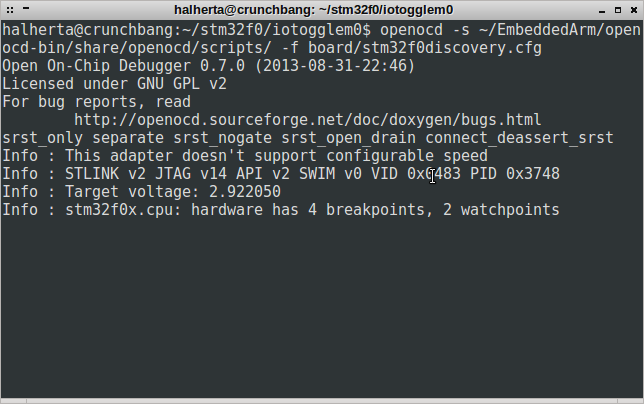 halherta@crunchbang: ~/stm32f0/iotogglem0
halherta@crunchbang:~/stm32f0/iotogglem0$ openocd -s ~/EmbeddedArm/open
ocd-bin/share/openocd/scripts/ -f board/stm32f0discovery.cfg
Open On-Chip Debugger 0.7.0 (2013-08-31-22:46)
Licensed under GNU GPL v2
For bug reports, read
http://openocd.sourceforge.net/doc/doxygen/bugs.html
srst_only separate srst_nogate srst_open_drain connect_deassert_srst
Info : This adapter doesn't support configurable speed
Info : STLINK v2 JTAG v14 API v2 SWIM v0 VID 0x0483 PID 0x3748
Info : Target voltage: 2.922050
Info : stm32f0x.cpu: hardware has 4 breakpoints, 2 watchpoints